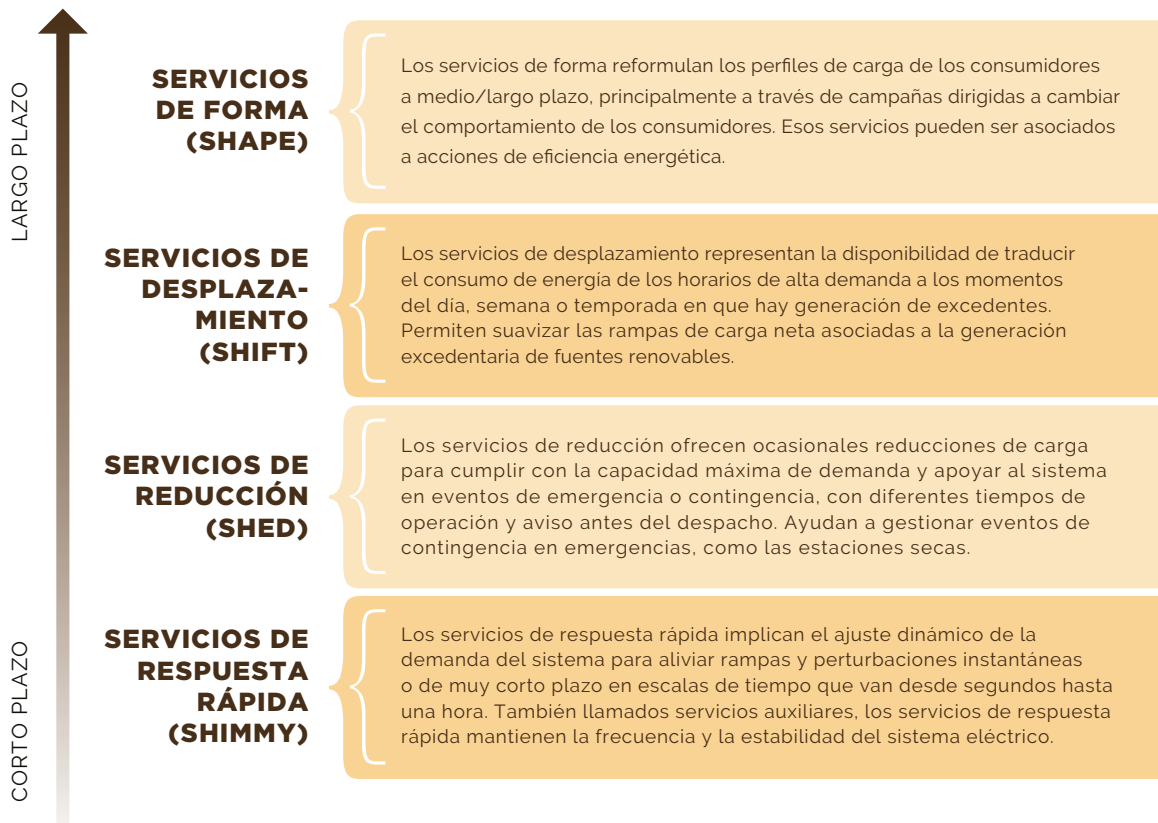 LARGO PLAZO
SERVICIOS
DE FORMA
(SHAPE)
Los servicios de forma reformulan los perfiles de carga de los consumidores
a medio/largo plazo, principalmente a través de campañas dirigidas a cambiar
el comportamiento de los consumidores. Esos servicios pueden ser asociados
a acciones de eficiencia energética.
SERVICIOS DE
DESPLAZA-
MIENTO
(SHIFT)
Los servicios de desplazamiento representan la disponibilidad de traducir
el consumo de energía de los horarios de alta demanda a los momentos
del día, semana o temporada en que hay generación de excedentes.
Permiten suavizar las rampas de carga neta asociadas a la generación
excedentaria de fuentes renovables.
SERVICIOS DE
REDUCCIÓN
(SHED)
Los servicios de reducción ofrecen ocasionales reducciones de carga
para cumplir con la capacidad máxima de demanda y apoyar al sistema
en eventos de emergencia o contingencia, con diferentes tiempos de
operación y aviso antes del despacho. Ayudan a gestionar eventos de
contingencia en emergencias, como las estaciones secas.
CORTO PLAZO
SERVICIOS DE
RESPUESTA
RÁPIDA
(SHIMMY)
Los servicios de respuesta rápida implican el ajuste dinámico de la
demanda del sistema para aliviar rampas y perturbaciones instantáneas
o de muy corto plazo en escalas de tiempo que van desde segundos hasta
una hora. También llamados servicios auxiliares, los servicios de respuesta
rápida mantienen la frecuencia y la estabilidad del sistema eléctrico.